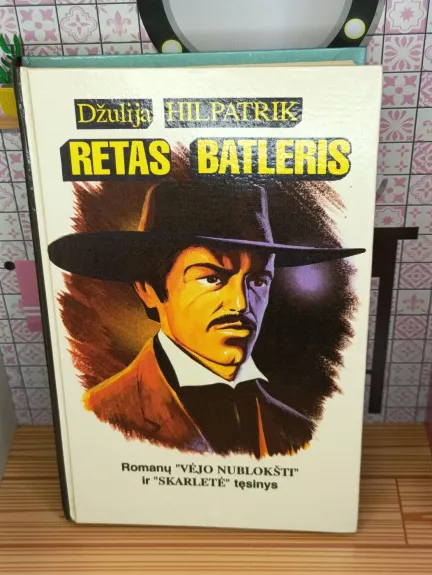 Džulija HILPATRIK
RETAS BATLERIS
Romanų "VĖJO NUBLOKŠTI"
ir "SKARLETĖ" tęsinys